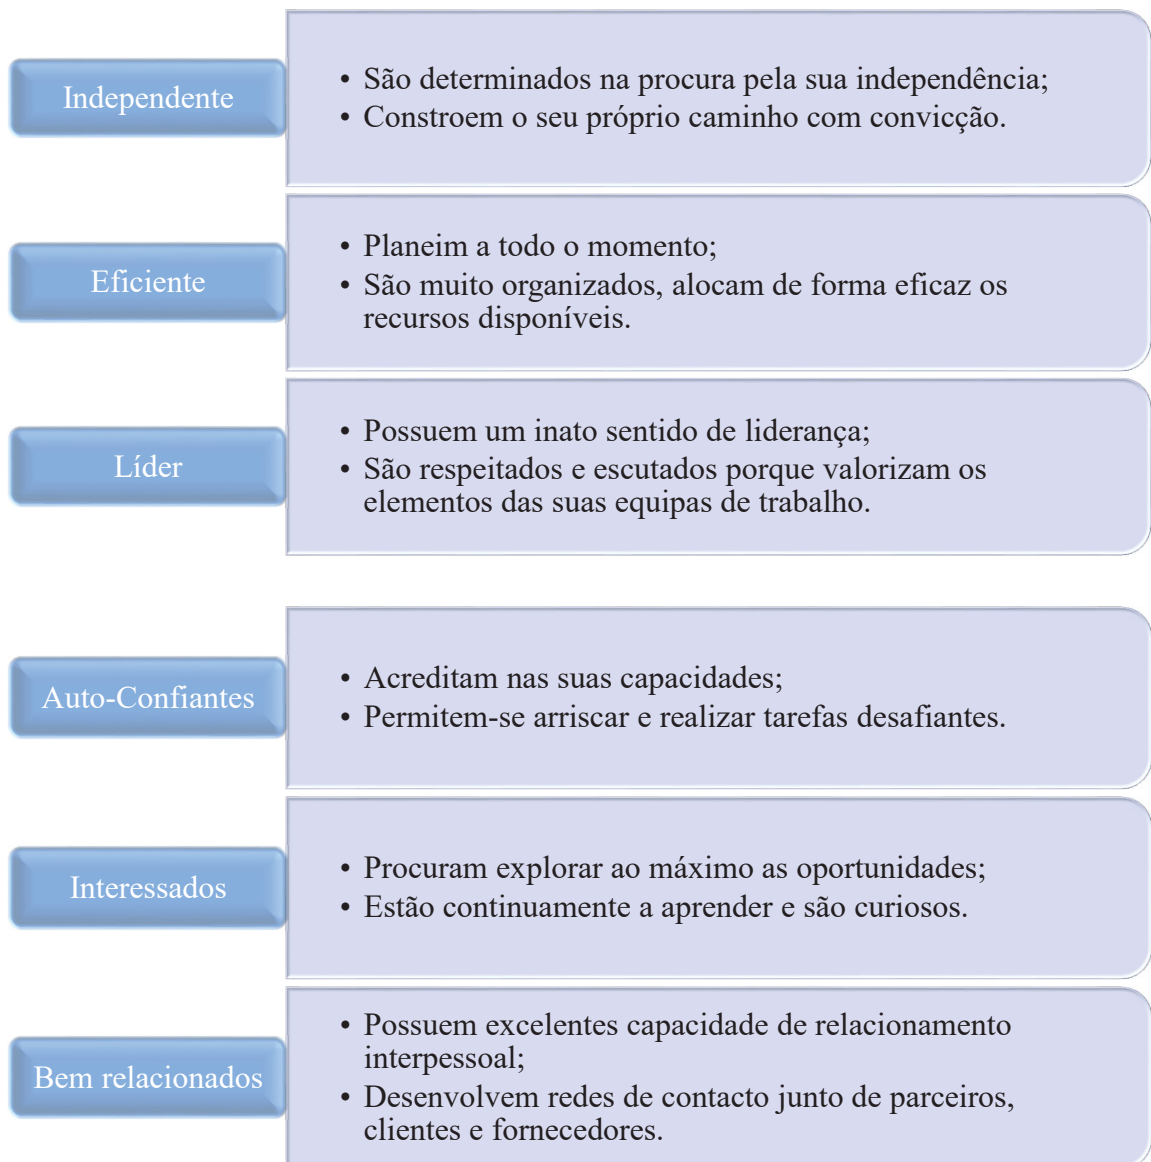 Independente
• São determinados na procura pela sua independência;
• Constroem o seu próprio caminho com convicção.
Eficiente
• Planeim a todo o momento;
• São muito organizados, alocam de forma eficaz os
recursos disponíveis.
Líder
• Possuem um inato sentido de liderança;
• São respeitados e escutados porque valorizam os
elementos das suas equipas de trabalho.
Auto-Confiantes
• Acreditam nas suas capacidades;
• Permitem-se arriscar e realizar tarefas desafiantes.
Interessados
• Procuram explorar ao máximo as oportunidades;
• Estão continuamente a aprender e são curiosos.
Bem relacionados
• Possuem excelentes capacidade de relacionamento
interpessoal;
• Desenvolvem redes de contacto junto de parceiros,
clientes e fornecedores.